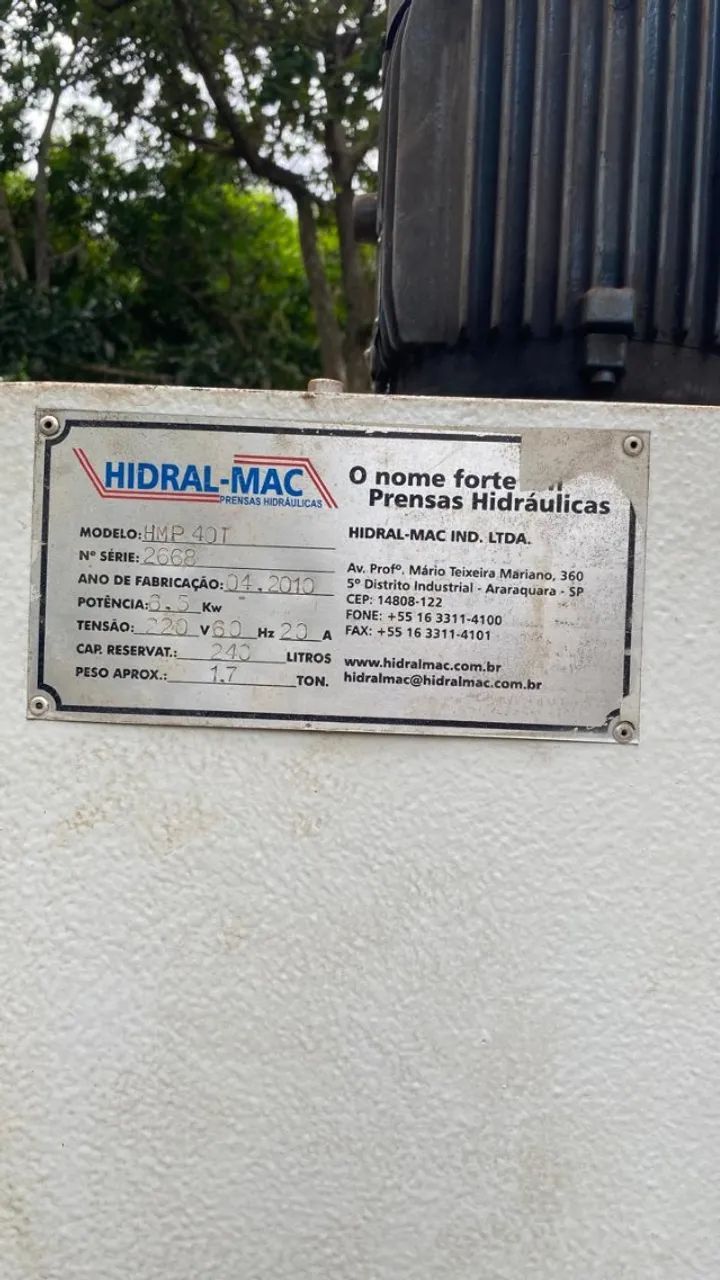 HIDRAL-MAC
PRENSAS HIDRÁULICAS
MODELO: HMP 40T
Nº SÉRIE: 2668
ANO DE FABRICAÇÃO: 04.2010
POTÊNCIA: 6.5 Kw
TENSÃO: 220 V 60 Hz 20 A
CAP. RESERVAT.: 240 LITROS
PESO APROX.: 1.7 TON.
O nome forte
Prensas Hidráulicas
HIDRAL-MAC IND. LTDA.
Av. Profº. Mário Teixeira Mariano, 360
5º Distrito Industrial - Araraquara - SP
CEP: 14808-122
FONE: +55 16 3311-4100
FAX: +55 16 3311-4101
www.hidralmac.com.br
hidralmac@hidralmac.com.br